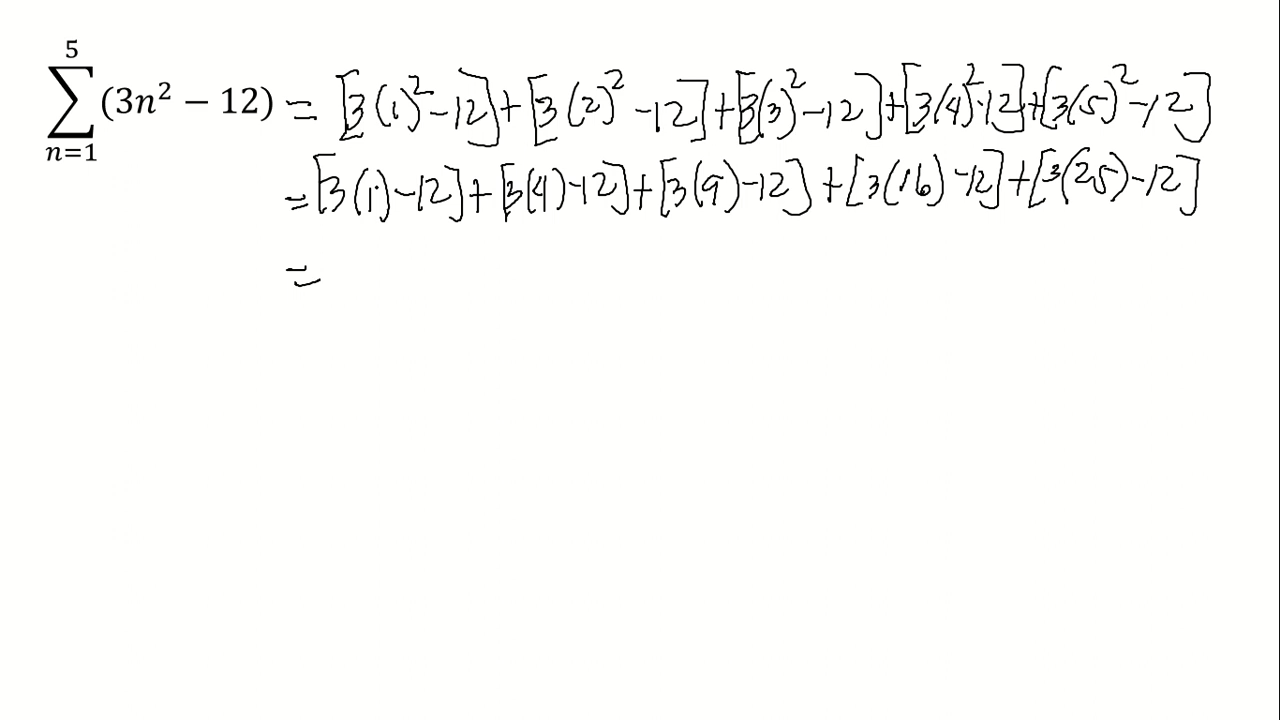 5
∑ (3n² − 12) = [3(1)²-12]+[3(2)²-12]+[3(3)²-12]+[3(4)²-12]+[3(5)²-12]
n=1
=[3(1)-12]+[3(4)-12]+[3(9)-12]+[3(16)-12]+[3(25)-12]
=